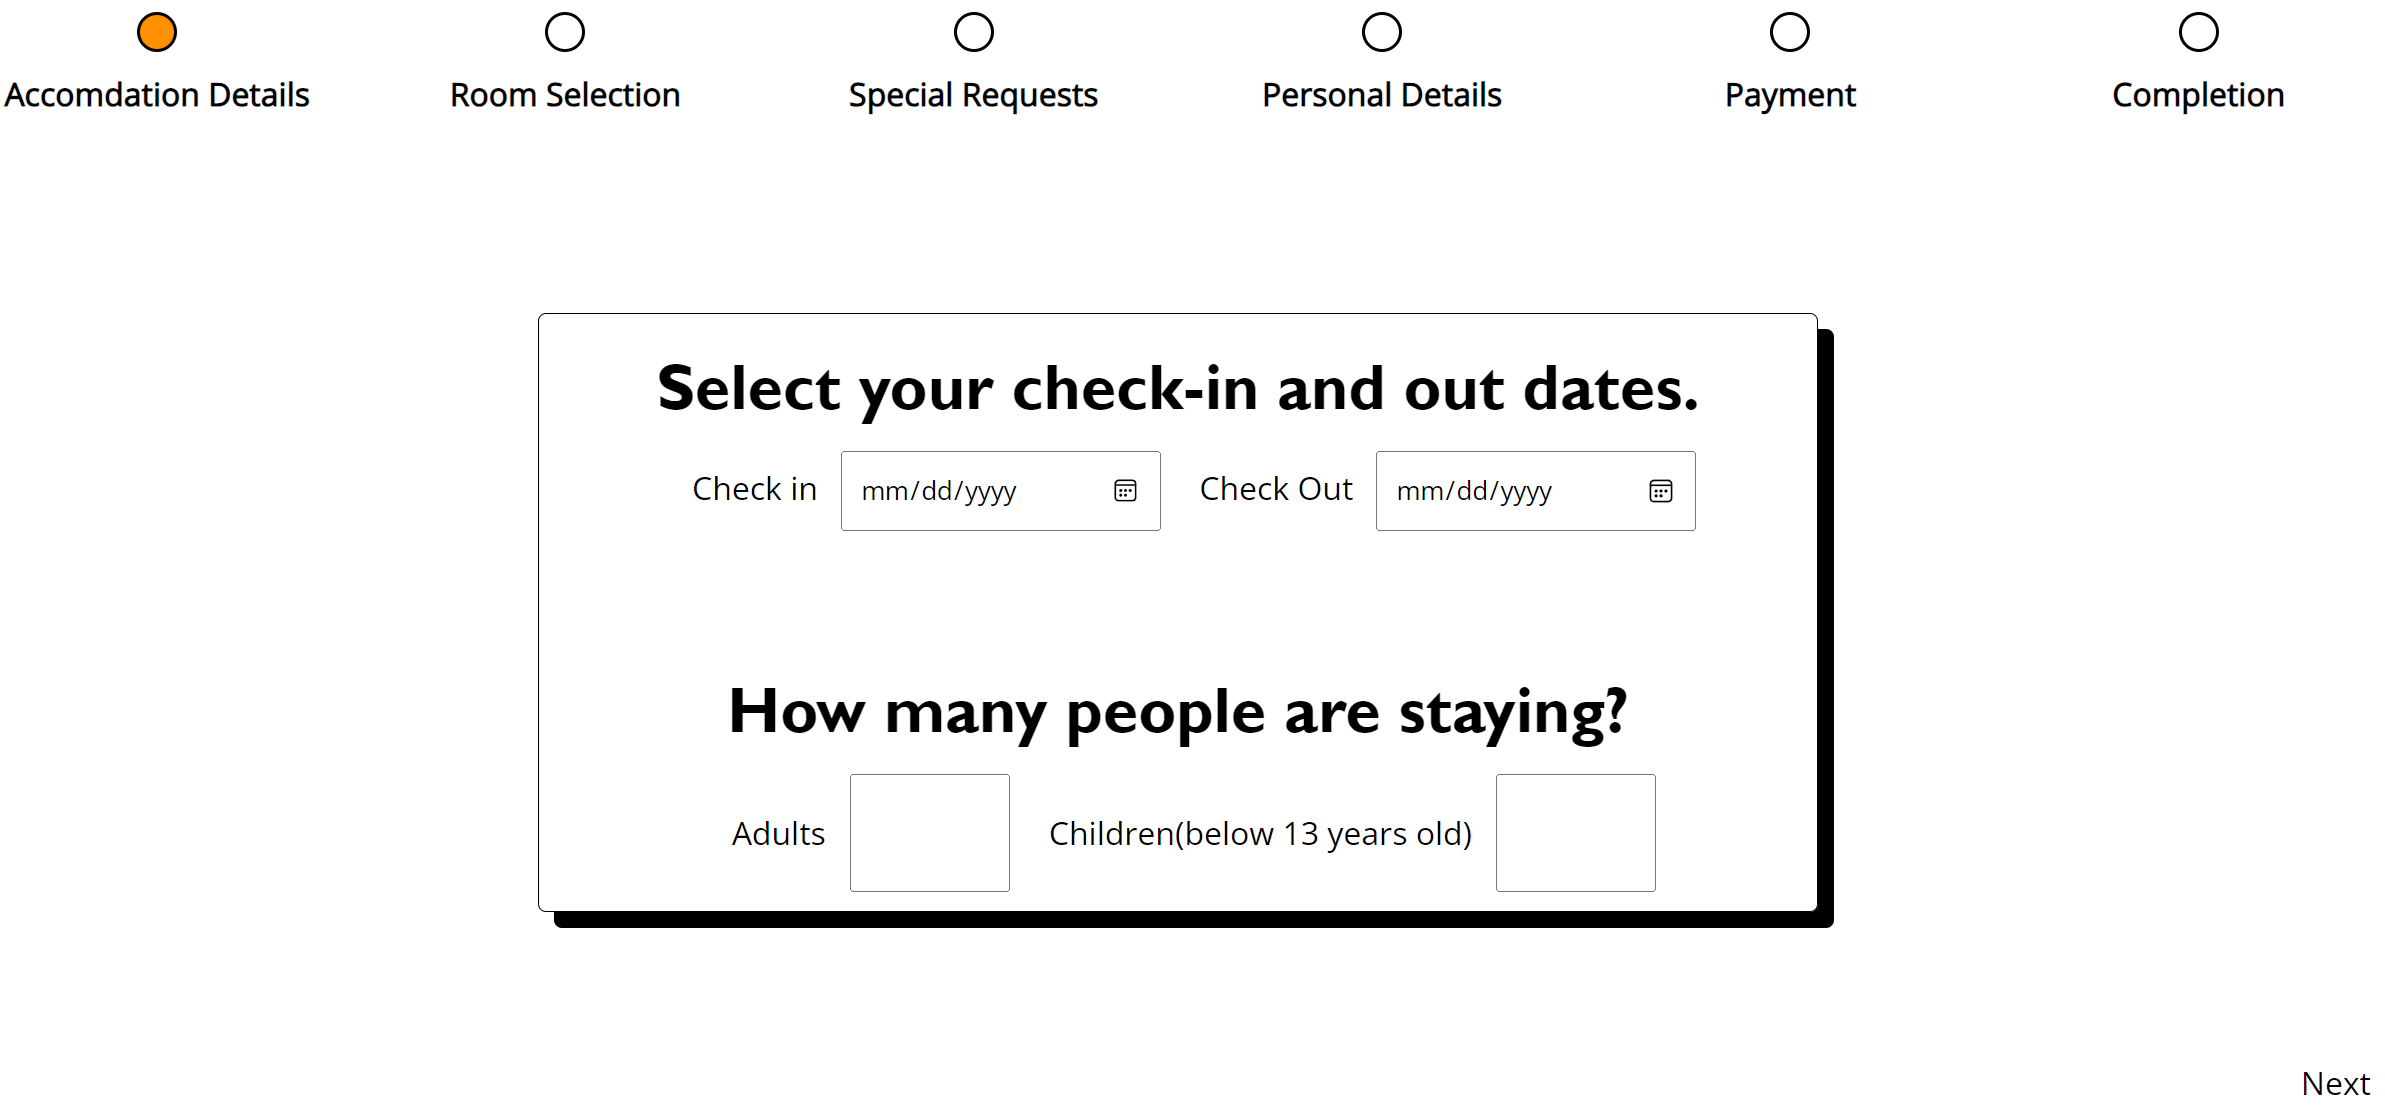 Accomdation Details Room Selection Special Requests Personal Details Payment Completion
Select your check-in and out dates.
Check in mm/dd/yyyy Check Out mm/dd/yyyy
How many people are staying?
Adults Children(below 13 years old)
Next